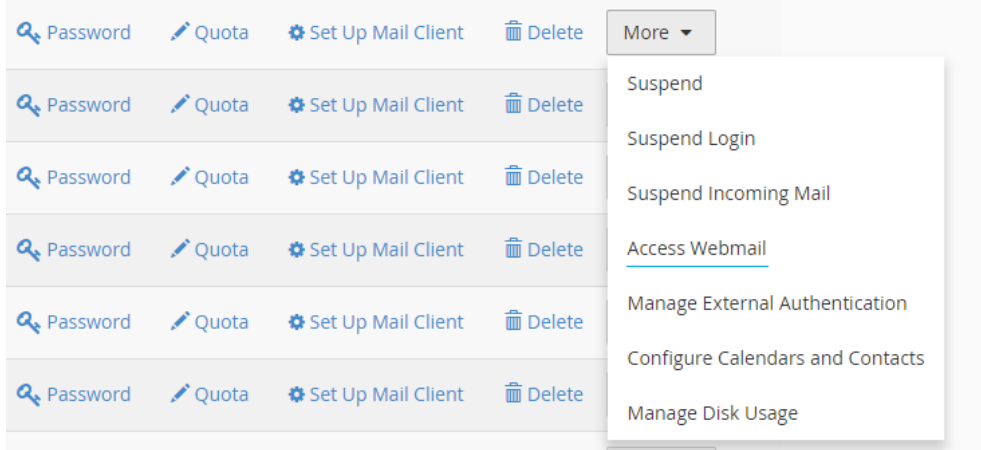 Password Quota Set Up Mail Client Delete More
Suspend
Password Quota Set Up Mail Client Delete
Suspend Login
Password Quota Set Up Mail Client Delete
Suspend Incoming Mail
Password Quota Set Up Mail Client Delete
Access Webmail
Manage External Authentication
Password Quota Set Up Mail Client Delete
Configure Calendars and Contacts
Password Quota Set Up Mail Client Delete
Manage Disk Usage